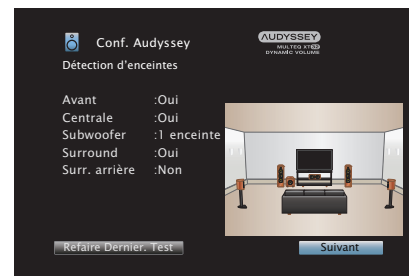 Conf. Audyssey
AUDYSSEY
MULTEQ XT32
DYNAMIC VOLUME
Détection d'enceintes
Avant :Oui
Centrale :Oui
Subwoofer :1 enceinte
Surround :Oui
Surr. arrière :Non
Refaire Dernier. Test
Suivant